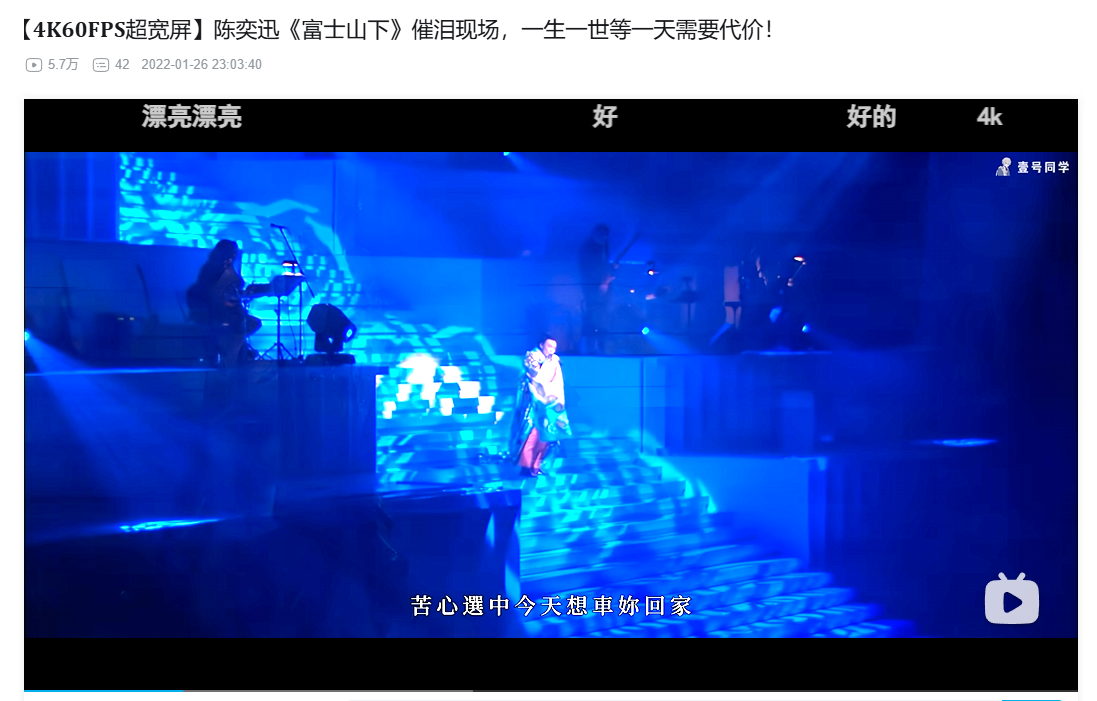 【4K60FPS超宽屏】陈奕迅《富士山下》催泪现场，一生一世等一天需要代价！
5.7万 42 2022-01-26 23:03:40
漂亮漂亮 好 好的 4k
壹号同学
苦心選中今天想車妳回家